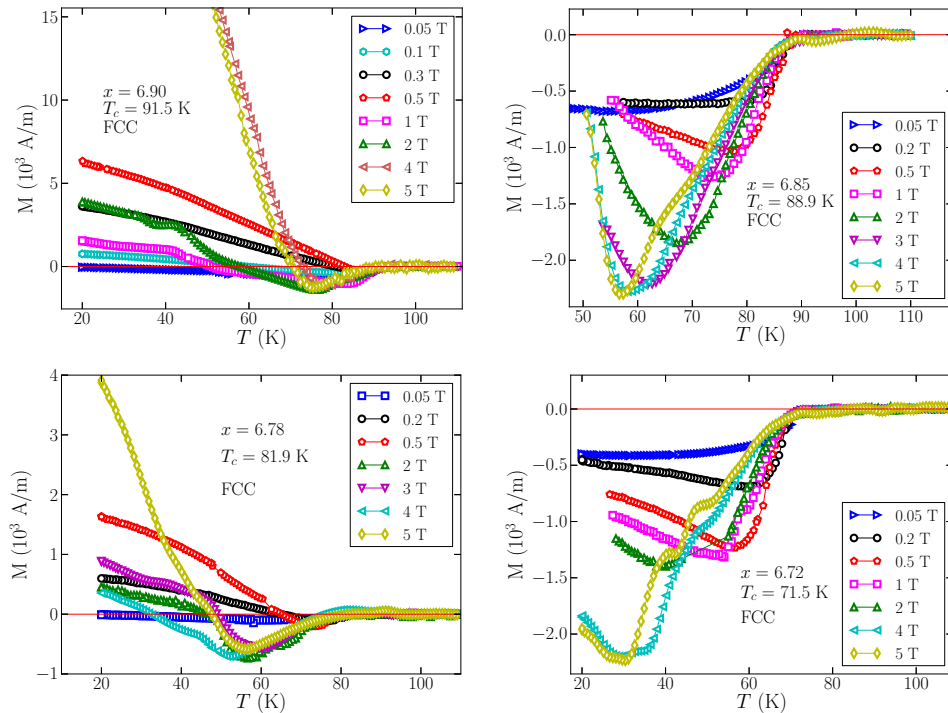 15
10
5
0
M (10³ A/m)
20 40 60 80 100
T (K)
x = 6.90
T_c = 91.5 K
FCC
0.05 T
0.1 T
0.3 T
0.5 T
1 T
2 T
4 T
5 T
0.0
−0.5
−1.0
−1.5
−2.0
M (10³ A/m)
50 60 70 80 90 100 110
T (K)
x = 6.85
T_c = 88.9 K
FCC
0.05 T
0.2 T
0.5 T
1 T
2 T
3 T
4 T
5 T
4
3
2
1
0
−1
M (10³ A/m)
20 40 60 80 100
T (K)
x = 6.78
T_c = 81.9 K
FCC
0.05 T
0.2 T
0.5 T
2 T
3 T
4 T
5 T
0.0
−0.5
−1.0
−1.5
−2.0
M (10³ A/m)
20 40 60 80 100
T (K)
x = 6.72
T_c = 71.5 K
FCC
0.05 T
0.2 T
0.5 T
1 T
2 T
4 T
5 T